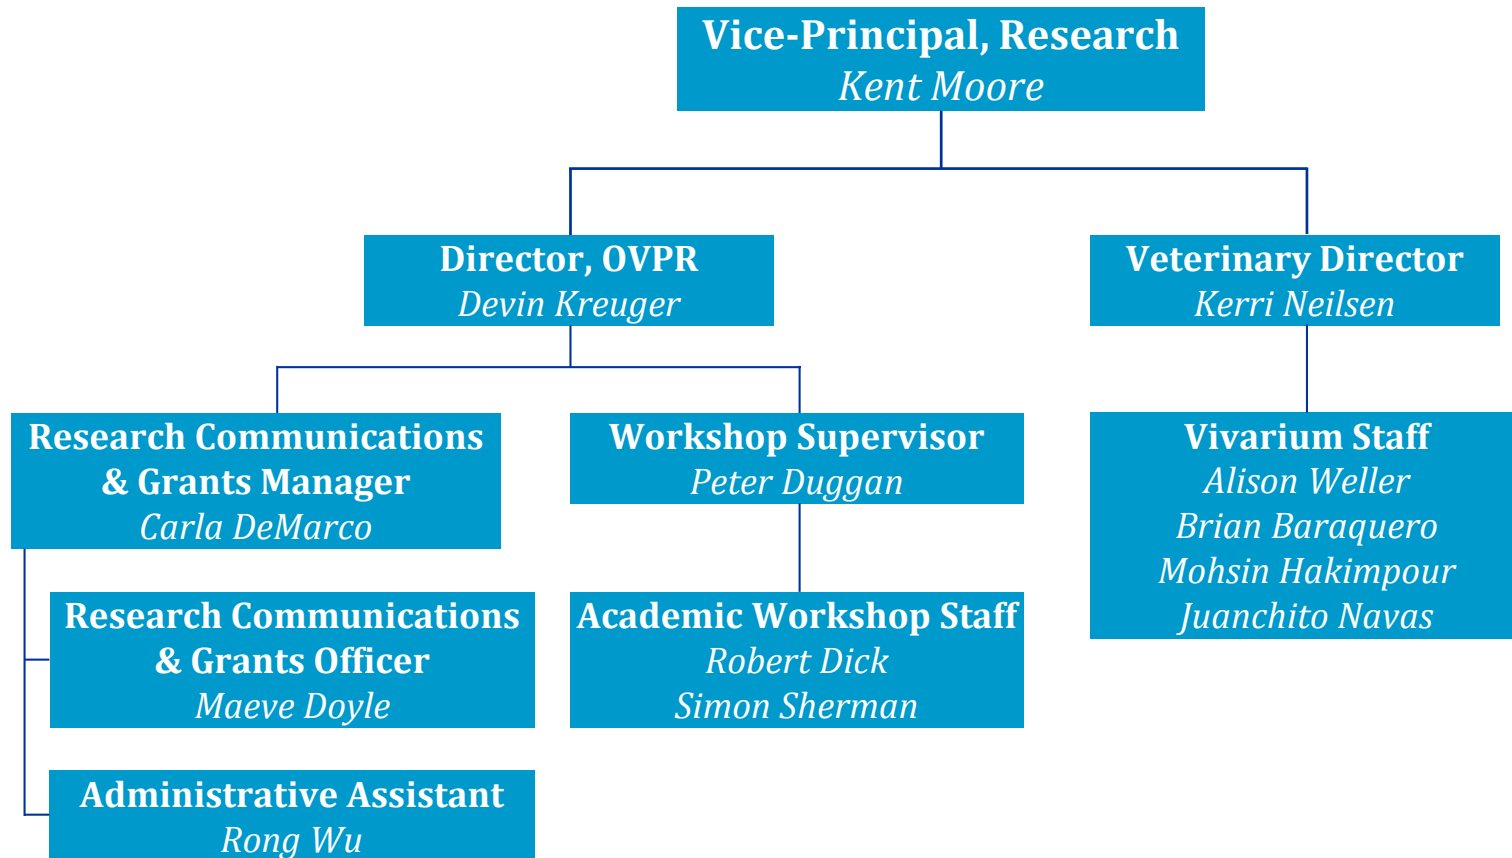 Vice-Principal, Research
Kent Moore
Director, OVPR
Devin Kreuger
Veterinary Director
Kerri Neilsen
Research Communications
& Grants Manager
Carla DeMarco
Workshop Supervisor
Peter Duggan
Vivarium Staff
Alison Weller
Brian Baraquero
Mohsin Hakimpour
Juanchito Navas
Research Communications
& Grants Officer
Maeve Doyle
Academic Workshop Staff
Robert Dick
Simon Sherman
Administrative Assistant
Rong Wu